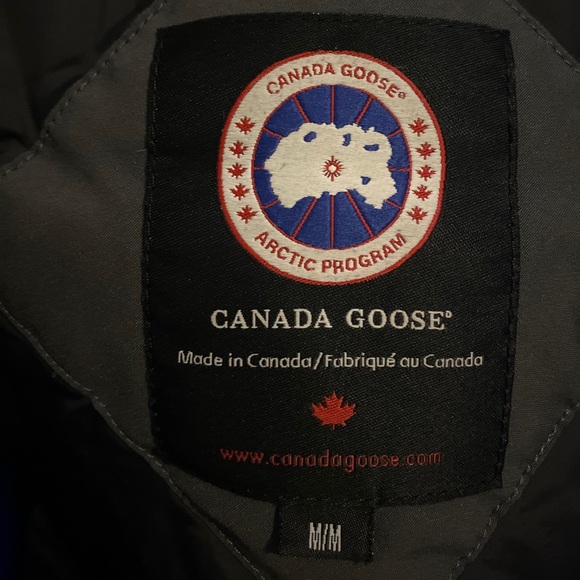 CANADA GOOSE®
ARCTIC PROGRAM
CANADA GOOSE®
Made in Canada/Fabriqué au Canada
www.canadagoose.com
M/M